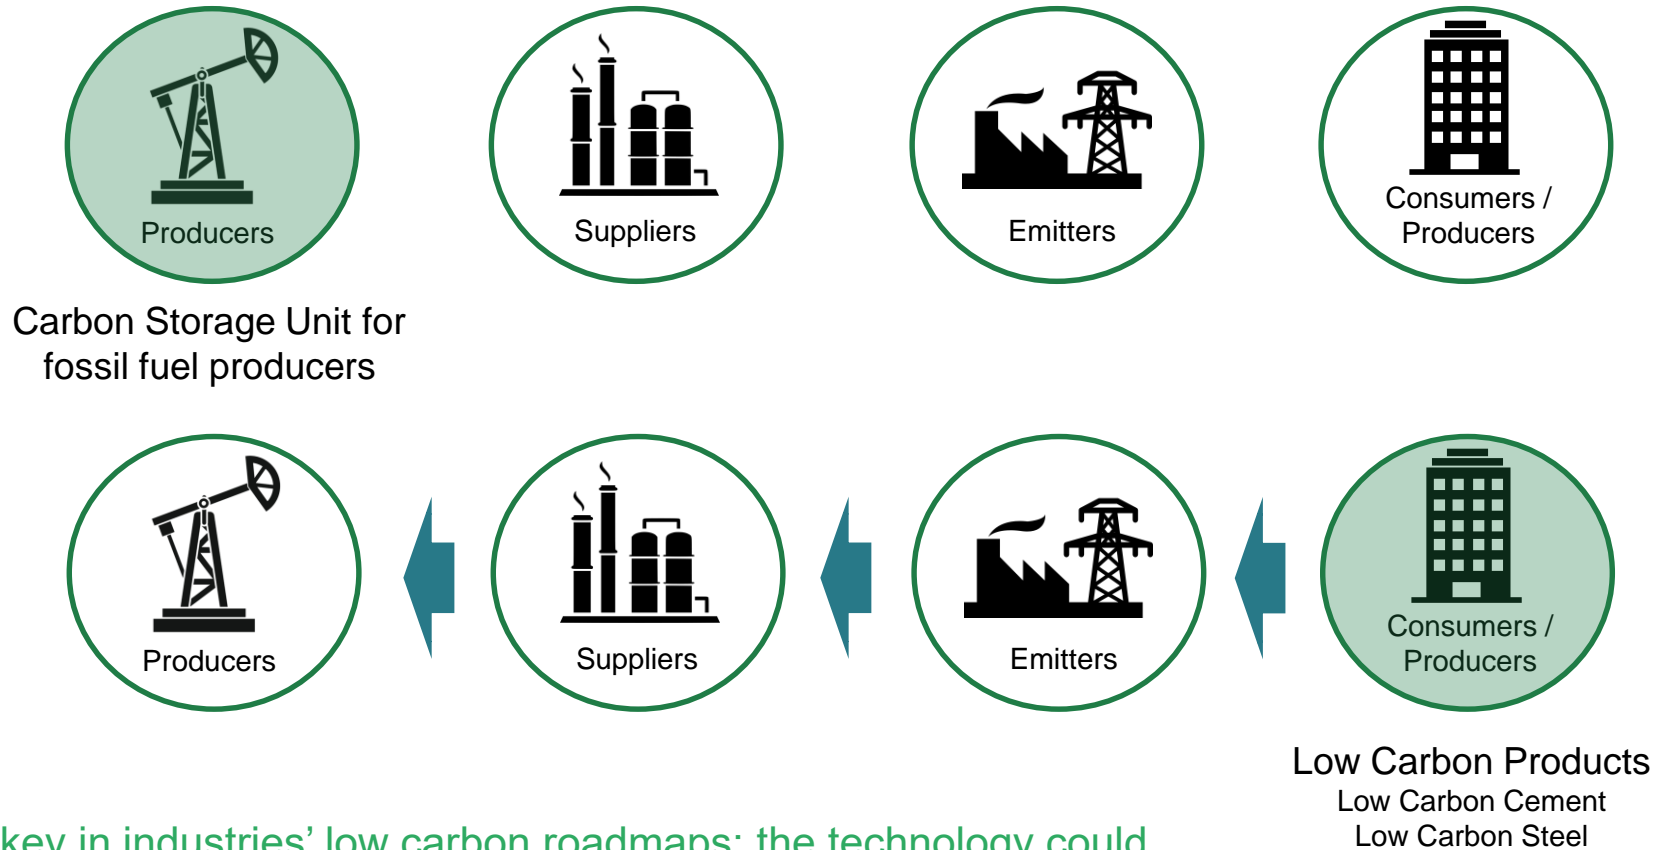 Producers
Suppliers
Emitters
Consumers /
Producers
Carbon Storage Unit for
fossil fuel producers
Producers
Suppliers
Emitters
Consumers /
Producers
Low Carbon Products
Low Carbon Cement
Low Carbon Steel
key in industries’ low carbon roadmaps: the technology could